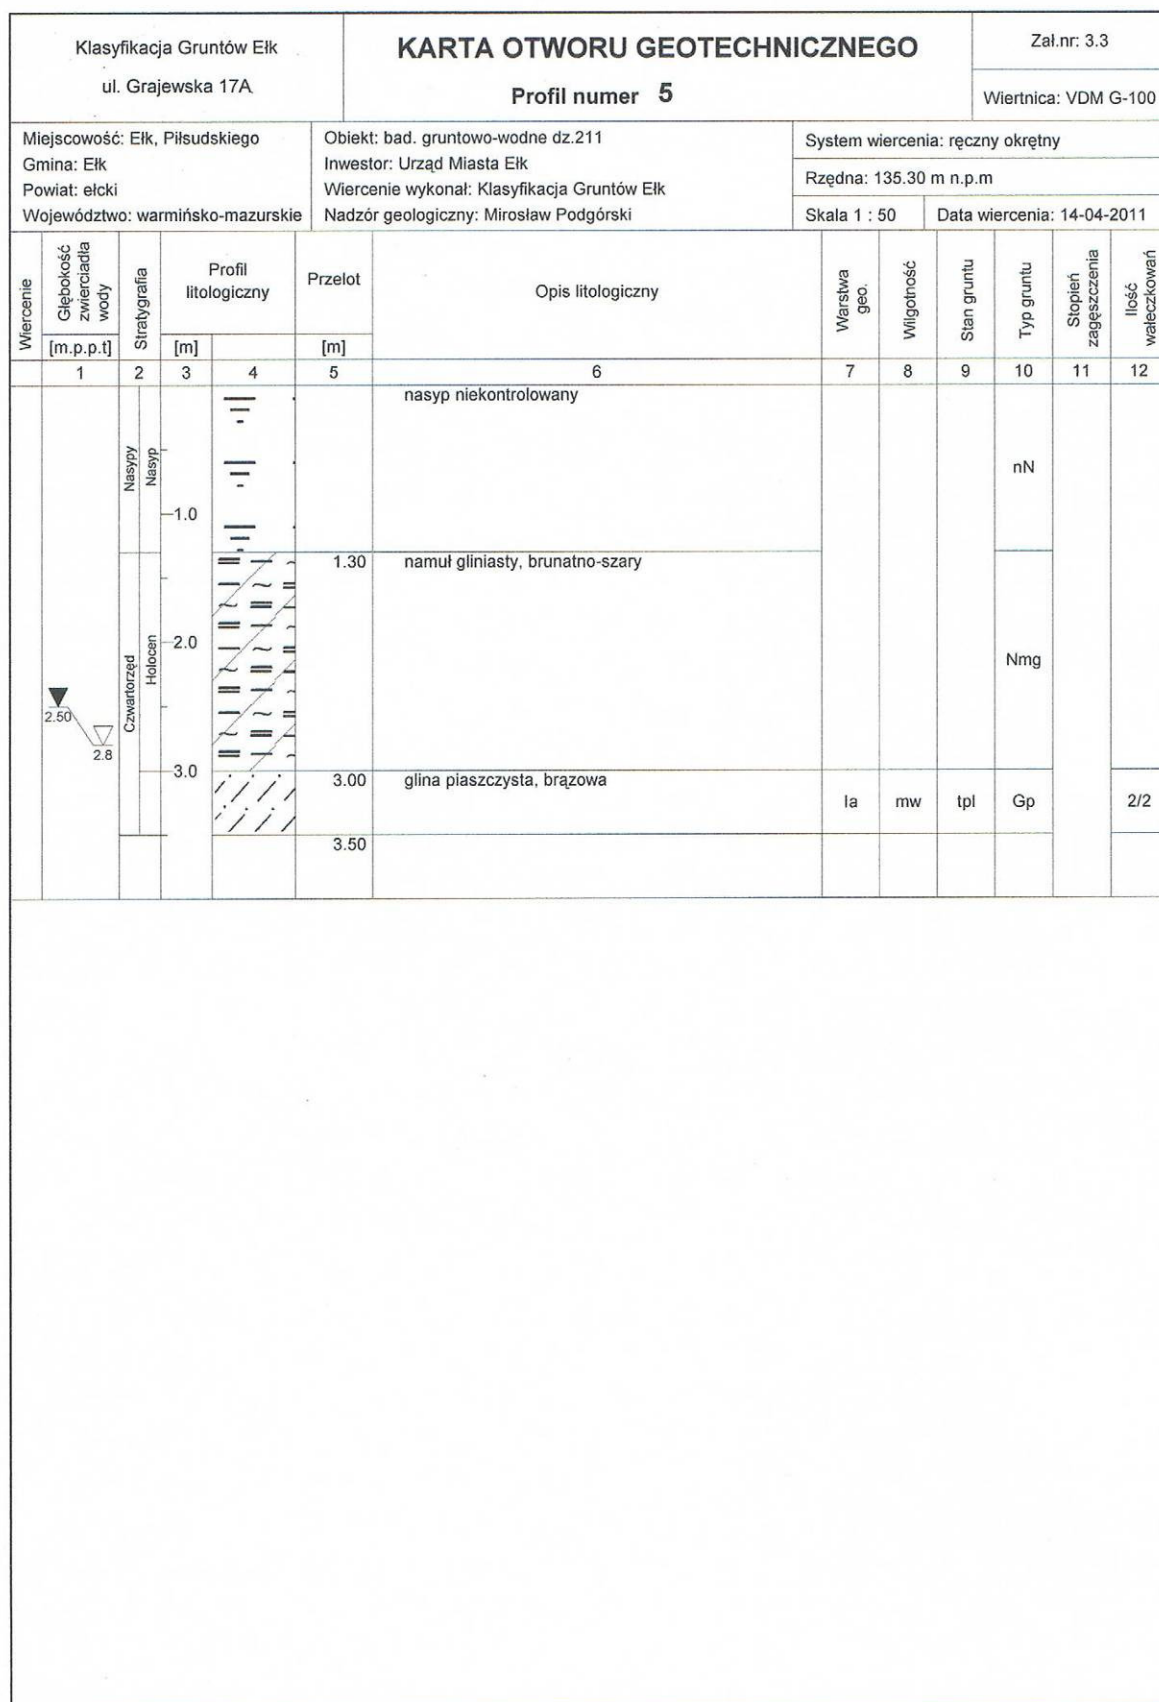 Klasyfikacja Gruntów Ełk
ul. Grajewska 17A
KARTA OTWORU GEOTECHNICZNEGO
Profil numer 5
Zał.nr: 3.3
Wiertnica: VDM G-100
Miejscowość: Ełk, Piłsudskiego
Gmina: Ełk
Powiat: ełcki
Województwo: warmińsko-mazurskie
Obiekt: bad. gruntowo-wodne dz.211
Inwestor: Urząd Miasta Ełk
Wiercenie wykonał: Klasyfikacja Gruntów Ełk
Nadzór geologiczny: Mirosław Podgórski
System wiercenia: ręczny okrętny
Rzędna: 135.30 m n.p.m
Skala 1 : 50
Data wiercenia: 14-04-2011
Wiercenie
Głębokość
zwierciadła
wody
[m.p.p.t]
Stratygrafia
Profil
litologiczny
[m]
Przelot
[m]
Opis litologiczny
Warstwa
geo.
Wilgotność
Stan gruntu
Typ gruntu
Stopień
zagęszczenia
Ilość
wałeczkowań
1 2 3 4 5 6 7 8 9 10 11 12
nasyp niekontrolowany
Nasypy
Nasyp
nN
1.0
1.30 namuł gliniasty, brunatno-szary
2.0
Czwartorzęd
Holocen
Nmg
2.50
2.8
3.0
3.00 glina piaszczysta, brązowa
Ia mw tpl Gp 2/2
3.50